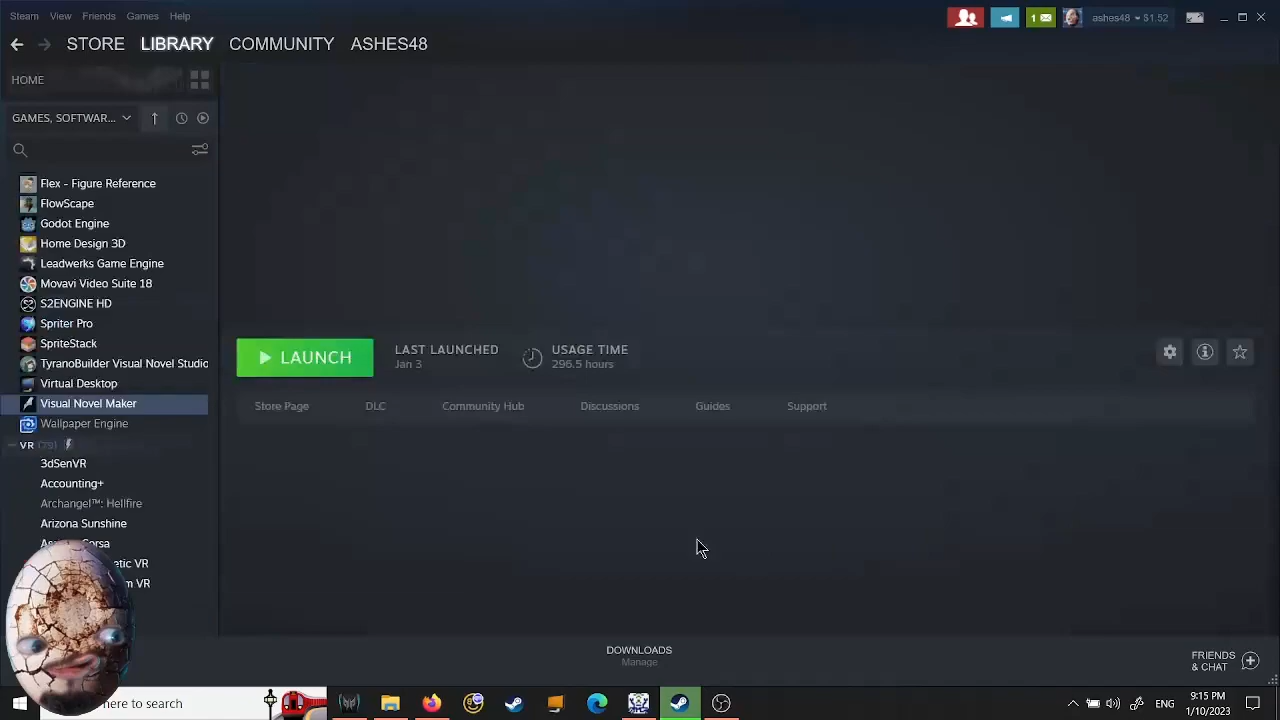 Steam View Friends Games Help
1 ashes48 $1.52
STORE LIBRARY COMMUNITY ASHES48
HOME
GAMES, SOFTWAR...
Flex - Figure Reference
FlowScape
Godot Engine
Home Design 3D
Leadwerks Game Engine
Movavi Video Suite 18
S2ENGINE HD
Spriter Pro
SpriteStack
TyranoBuilder Visual Novel Studio
Virtual Desktop
Visual Novel Maker
Wallpaper Engine
VR
3dSenVR
Accounting+
Archangel™: Hellfire
Arizona Sunshine
LAUNCH
LAST LAUNCHED
Jan 3
USAGE TIME
296.5 hours
Store Page DLC Community Hub Discussions Guides Support
DOWNLOADS
Manage
FRIENDS
& CHAT
here to search
ENG
9:15 PM
1/10/2023